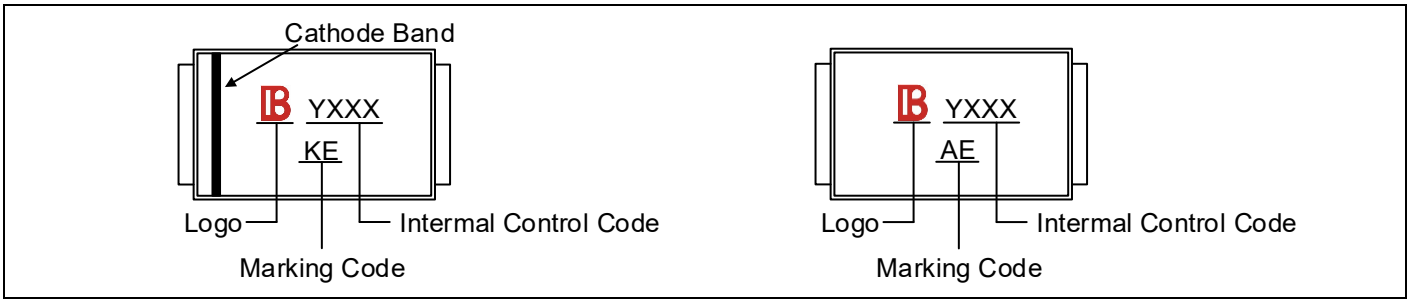 Cathode Band
B YXXX
KE
Logo
Intermal Control Code
Marking Code
B YXXX
AE
Logo
Intermal Control Code
Marking Code